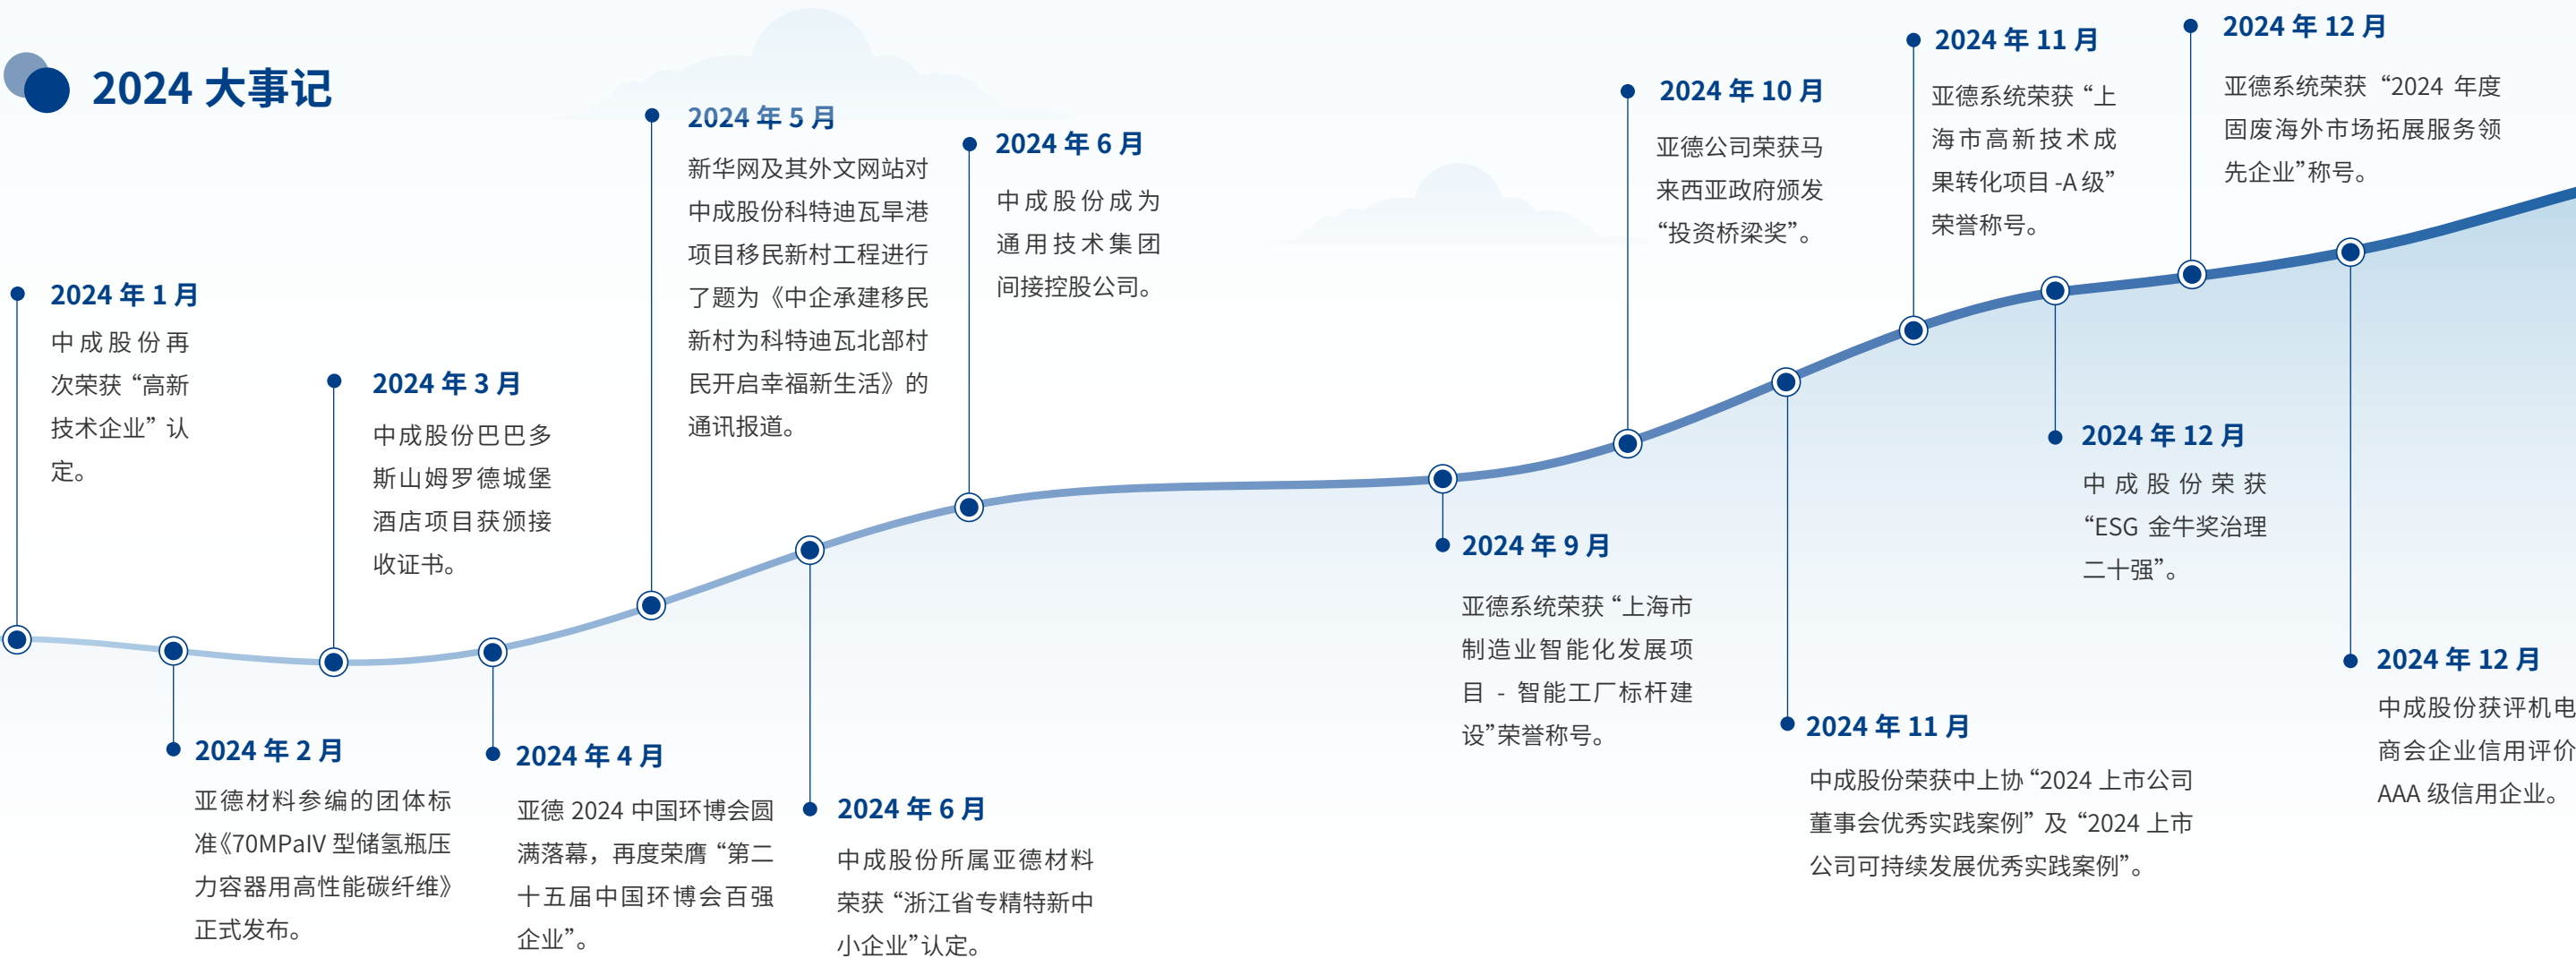 2024 大事记
2024 年 1 月
中成股份再
次荣获 “高新
技术企业” 认
定。
2024 年 2 月
亚德材料参编的团体标
准《70MPaIV 型储氢瓶压
力容器用高性能碳纤维》
正式发布。
2024 年 3 月
中成股份巴巴多
斯山姆罗德城堡
酒店项目获颁接
收证书。
2024 年 4 月
亚德 2024 中国环博会圆
满落幕，再度荣膺 “第二
十五届中国环博会百强
企业”。
2024 年 5 月
新华网及其外文网站对
中成股份科特迪瓦旱港
项目移民新村工程进行
了题为《中企承建移民
新村为科特迪瓦北部村
民开启幸福新生活》的
通讯报道。
2024 年 6 月
中成股份所属亚德材料
荣获 “浙江省专精特新中
小企业”认定。
2024 年 6 月
中成股份成为
通用技术集团
间接控股公司。
2024 年 9 月
亚德系统荣获 “上海市
制造业智能化发展项
目 - 智能工厂标杆建
设”荣誉称号。
2024 年 10 月
亚德公司荣获马
来西亚政府颁发
“投资桥梁奖”。
2024 年 11 月
中成股份荣获中上协 “2024 上市公司
董事会优秀实践案例” 及 “2024 上市
公司可持续发展优秀实践案例”。
2024 年 11 月
亚德系统荣获 “上
海市高新技术成
果转化项目 -A 级”
荣誉称号。
2024 年 12 月
中成股份荣获
“ESG 金牛奖治理
二十强”。
2024 年 12 月
亚德系统荣获 “2024 年度
固废海外市场拓展服务领
先企业”称号。
2024 年 12 月
中成股份获评机电
商会企业信用评价
AAA 级信用企业。